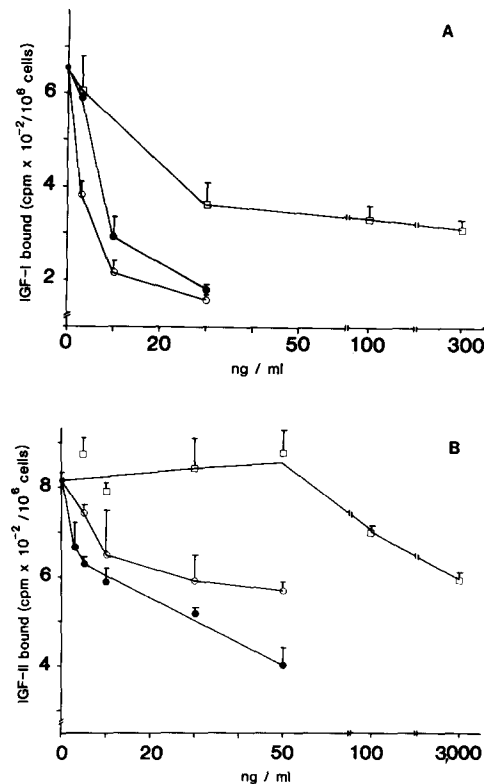 A
IGF-I bound (cpm x 10⁻²/10⁶ cells)
6
4
2
0 20 50 100 300
ng / ml
B
IGF-II bound (cpm x 10⁻²/10⁶ cells)
8
6
4
0 20 50 100 3,000
ng / ml